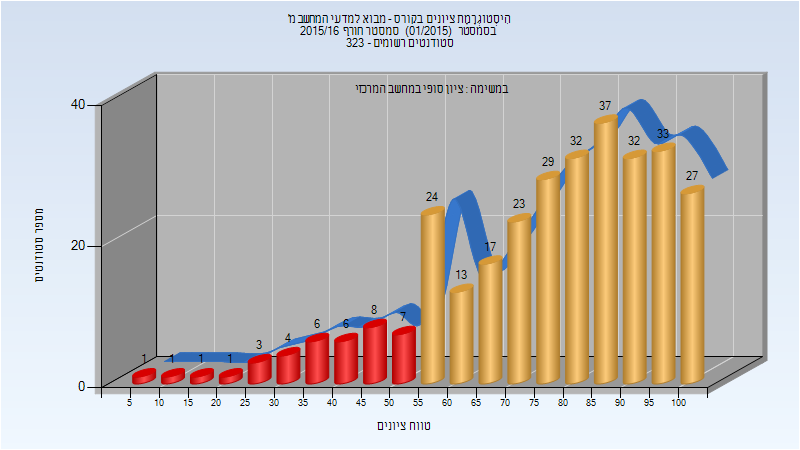 היסטוגרמת ציונים בקורס - מבוא למדעי המחשב מ'
בסמסטר (01/2015) סמסטר חורף 2015/16
סטודנטים רשומים - 323
במשימה : ציון סופי במחשב המרכזי
מספר סטודנטים
40
20
0
1 1 1 1 3 4 6 6 8 7 24 13 17 23 29 32 37 32 33 27
5 10 15 20 25 30 35 40 45 50 55 60 65 70 75 80 85 90 95 100
טווח ציונים